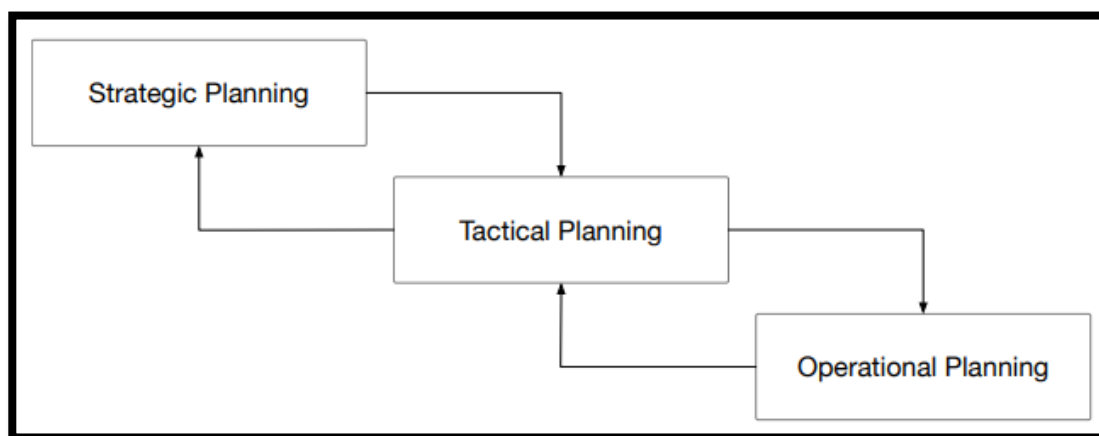 Strategic Planning
Tactical Planning
Operational Planning